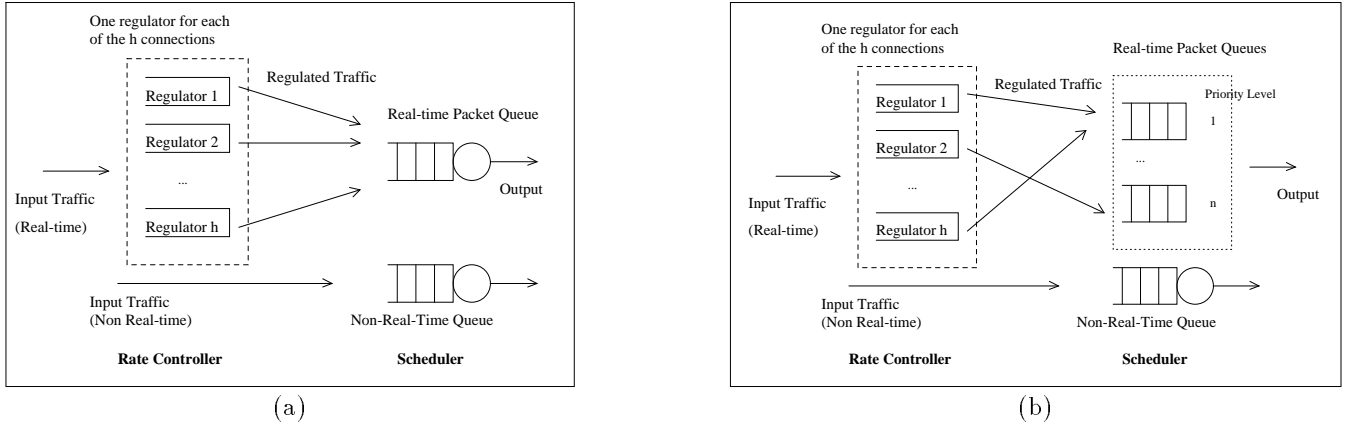 One regulator for each
of the h connections
Regulated Traffic
Regulator 1
Real-time Packet Queue
Regulator 2
...
Input Traffic
(Real-time)
Output
Regulator h
Input Traffic
(Non Real-time)
Non-Real-Time Queue
Rate Controller
Scheduler
(a)
One regulator for each
of the h connections
Real-time Packet Queues
Regulated Traffic
Priority Level
Regulator 1
1
Regulator 2
...
...
Input Traffic
(Real-time)
n
Output
Regulator h
Input Traffic
(Non Real-time)
Non-Real-Time Queue
Rate Controller
Scheduler
(b)